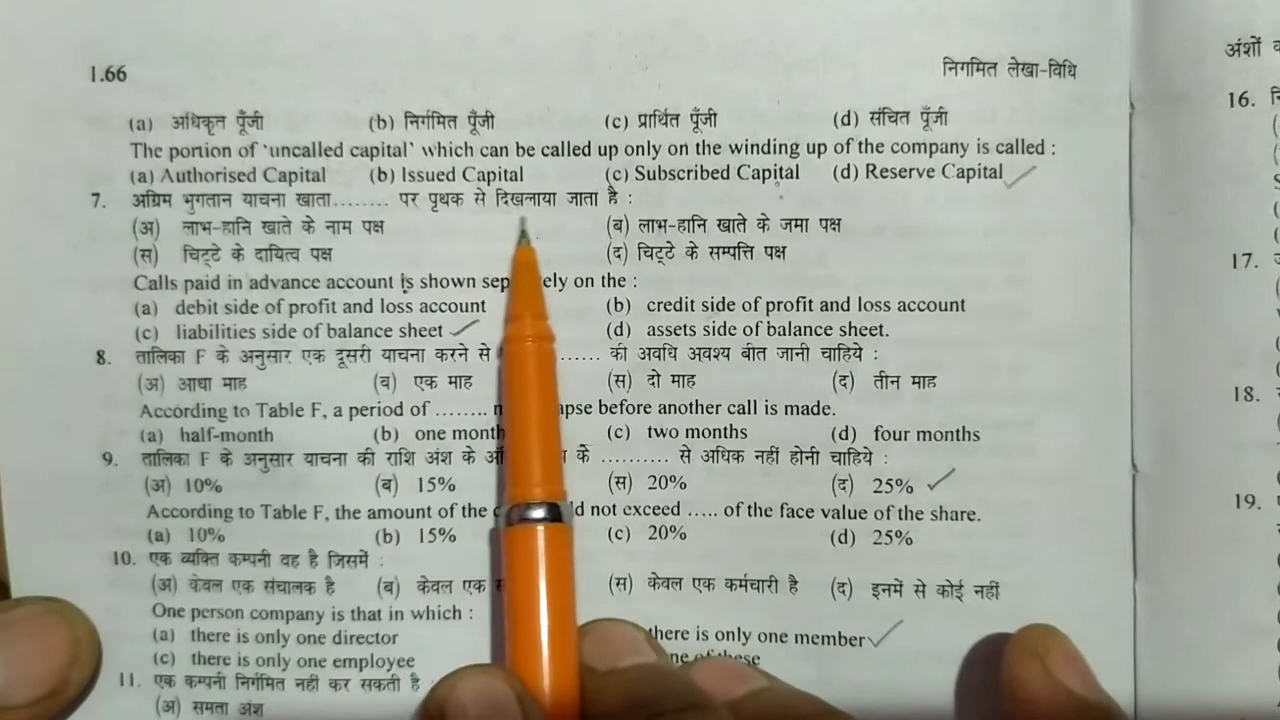 1.66
निगमित लेखा-विधि
(a) अधिकृत पूँजी (b) निर्गमित पूँजी (c) प्रार्थित पूँजी (d) संचित पूँजी
The portion of 'uncalled capital' which can be called up only on the winding up of the company is called :
(a) Authorised Capital (b) Issued Capital (c) Subscribed Capital (d) Reserve Capital
7. अग्रिम भुगतान याचना खाता........ पर पृथक से दिखलाया जाता है :
(अ) लाभ-हानि खाते के नाम पक्ष (ब) लाभ-हानि खाते के जमा पक्ष
(स) चिट्टे के दायित्व पक्ष (द) चिट्टे के सम्पत्ति पक्ष
Calls paid in advance account is shown sep ely on the :
(a) debit side of profit and loss account (b) credit side of profit and loss account
(c) liabilities side of balance sheet (d) assets side of balance sheet.
8. तालिका F के अनुसार एक दूसरी याचना करने से ...... की अवधि अवश्य बीत जानी चाहिये :
(अ) आधा माह (ब) एक माह (स) दो माह (द) तीन माह
According to Table F, a period of ........ apse before another call is made.
(a) half-month (b) one month (c) two months (d) four months
9. तालिका F के अनुसार याचना की राशि अंश के के .......... से अधिक नहीं होनी चाहिये :
(अ) 10% (ब) 15% (स) 20% (द) 25%
According to Table F, the amount of the ld not exceed ..... of the face value of the share.
(a) 10% (b) 15% (c) 20% (d) 25%
10. एक व्यक्ति कम्पनी वह है जिसमें :
(अ) केवल एक संचालक है (ब) केवल एक (स) केवल एक कर्मचारी है (द) इनमें से कोई नहीं
One person company is that in which :
(a) there is only one director there is only one member
(c) there is only one employee these
11. एक कम्पनी निर्गमित नहीं कर सकती है
(अ) समता अंश
अंशों
16.
17.
18.
19.